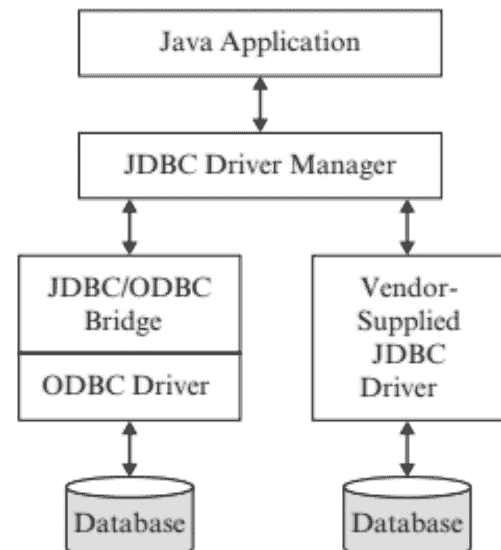 Java Application
JDBC Driver Manager
JDBC/ODBC
Bridge
ODBC Driver
Vendor-
Supplied
JDBC
Driver
Database
Database